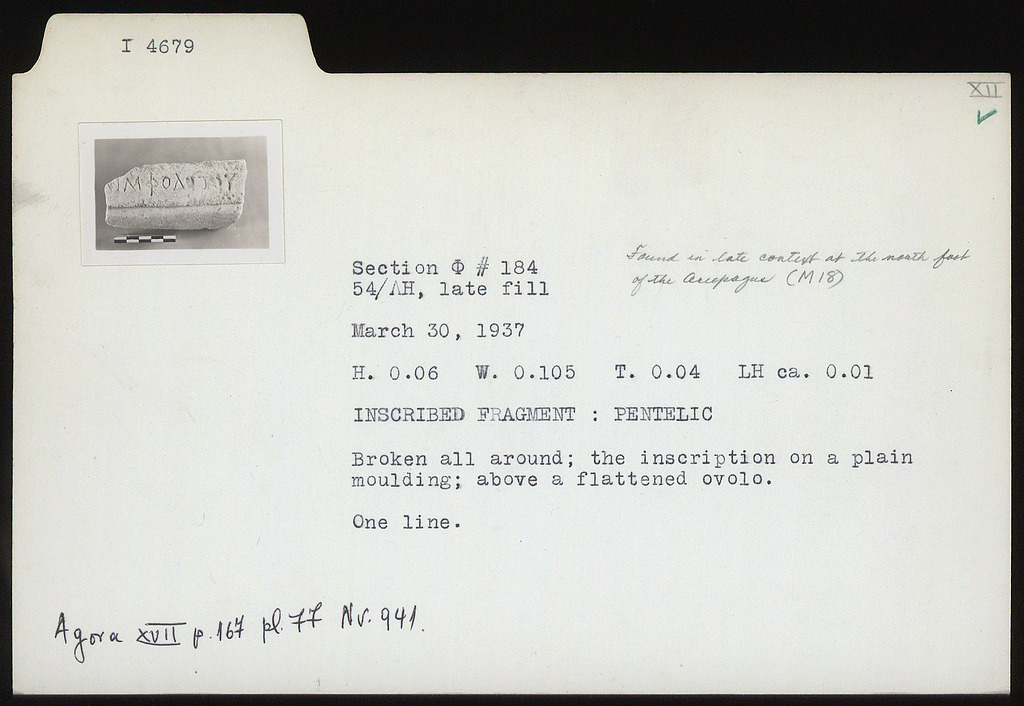 I 4679
XII
ΙΜΦΟΔΙΤΟΥ
Section Φ # 184
54/ΛΗ, late fill
Found in late context at the north foot
of the Areopagus (M 18)
March 30, 1937
H. 0.06 W. 0.105 T. 0.04 LH ca. 0.01
INSCRIBED FRAGMENT : PENTELIC
Broken all around; the inscription on a plain
moulding; above a flattened ovolo.
One line.
Agora XVII p. 167 pl. 77 Nr. 941.